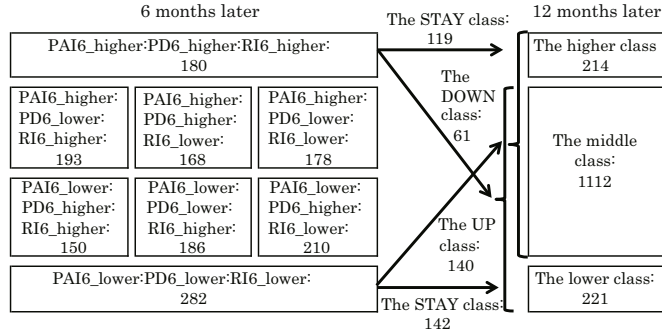 6 months later
12 months later
PAI6_higher:PD6_higher:RI6_higher:
180
The STAY class:
119
The higher class
214
PAI6_higher:
PD6_lower:
RI6_higher:
193
PAI6_higher:
PD6_higher:
RI6_lower:
168
PAI6_higher:
PD6_lower:
RI6_lower:
178
The
DOWN
class:
61
The middle
class:
1112
PAI6_lower:
PD6_higher:
RI6_higher:
150
PAI6_lower:
PD6_lower:
RI6_higher:
186
PAI6_lower:
PD6_higher:
RI6_lower:
210
The UP
class:
140
PAI6_lower:PD6_lower:RI6_lower:
282
The STAY class:
142
The lower class:
221